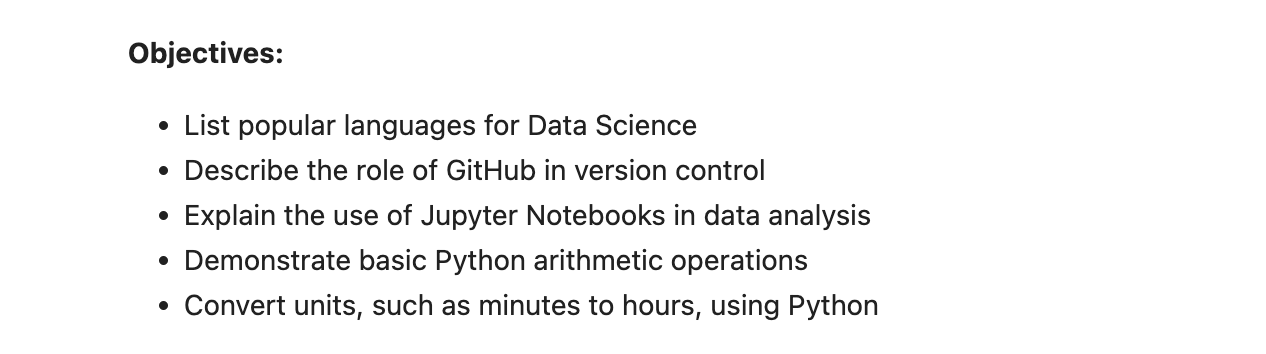 Objectives:
• List popular languages for Data Science
• Describe the role of GitHub in version control
• Explain the use of Jupyter Notebooks in data analysis
• Demonstrate basic Python arithmetic operations
• Convert units, such as minutes to hours, using Python